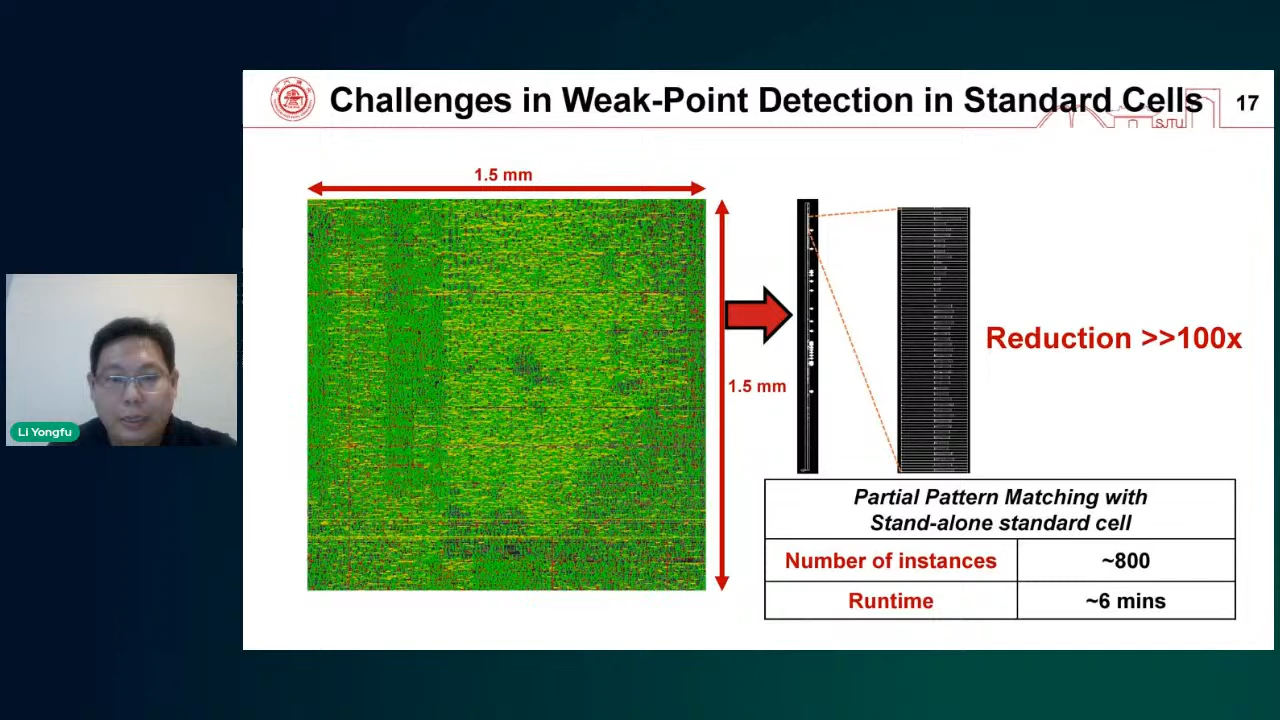 Challenges in Weak-Point Detection in Standard Cells
17
SJTU
1.5 mm
1.5 mm
Reduction >>100x
Partial Pattern Matching with
Stand-alone standard cell
Number of instances
~800
Runtime
~6 mins
Li Yongfu